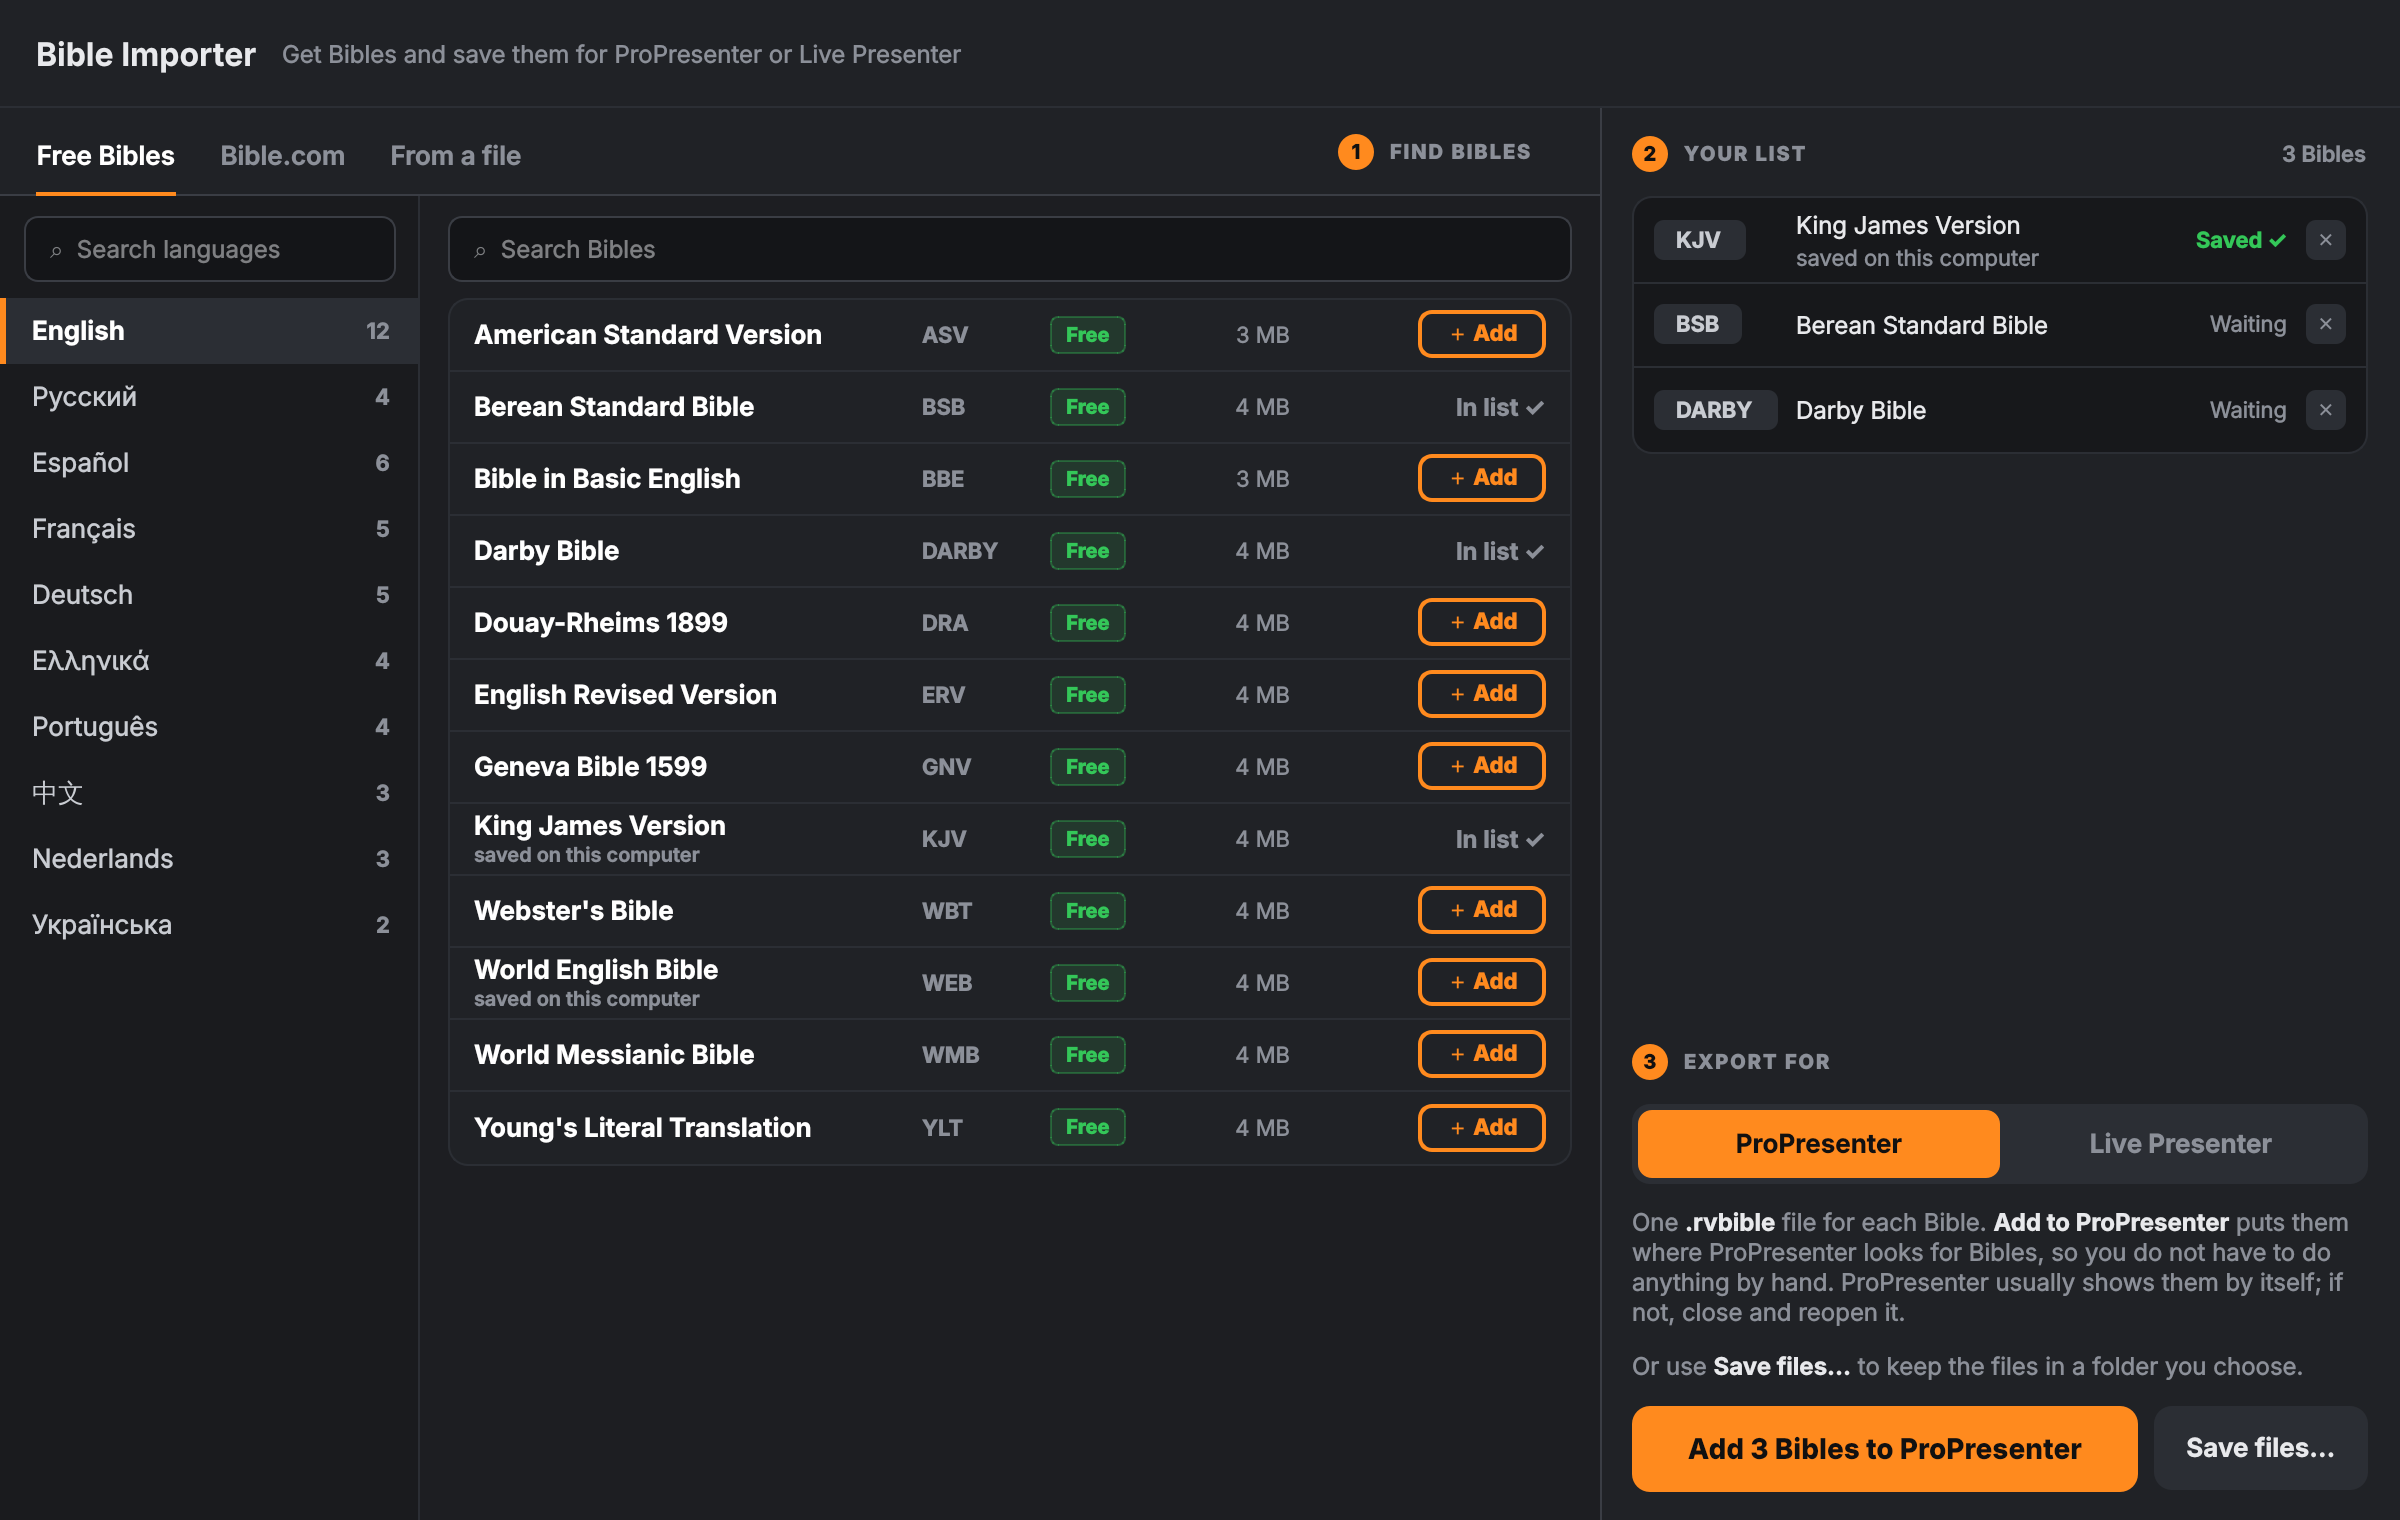 Bible Importer Get Bibles and save them for ProPresenter or Live Presenter
Free Bibles Bible.com From a file
1 FIND BIBLES
Search languages
English 12
Русский 4
Español 6
Français 5
Deutsch 5
Ελληνικά 4
Português 4
中文 3
Nederlands 3
Українська 2
Search Bibles
American Standard Version ASV Free 3 MB + Add
Berean Standard Bible BSB Free 4 MB In list ✓
Bible in Basic English BBE Free 3 MB + Add
Darby Bible DARBY Free 4 MB In list ✓
Douay-Rheims 1899 DRA Free 4 MB + Add
English Revised Version ERV Free 4 MB + Add
Geneva Bible 1599 GNV Free 4 MB + Add
King James Version KJV Free 4 MB In list ✓
saved on this computer
Webster's Bible WBT Free 4 MB + Add
World English Bible WEB Free 4 MB + Add
saved on this computer
World Messianic Bible WMB Free 4 MB + Add
Young's Literal Translation YLT Free 4 MB + Add
2 YOUR LIST 3 Bibles
KJV King James Version Saved ✓ ×
saved on this computer
BSB Berean Standard Bible Waiting ×
DARBY Darby Bible Waiting ×
3 EXPORT FOR
ProPresenter Live Presenter
One .rvbible file for each Bible. Add to ProPresenter puts them
where ProPresenter looks for Bibles, so you do not have to do
anything by hand. ProPresenter usually shows them by itself; if
not, close and reopen it.
Or use Save files... to keep the files in a folder you choose.
Add 3 Bibles to ProPresenter Save files...